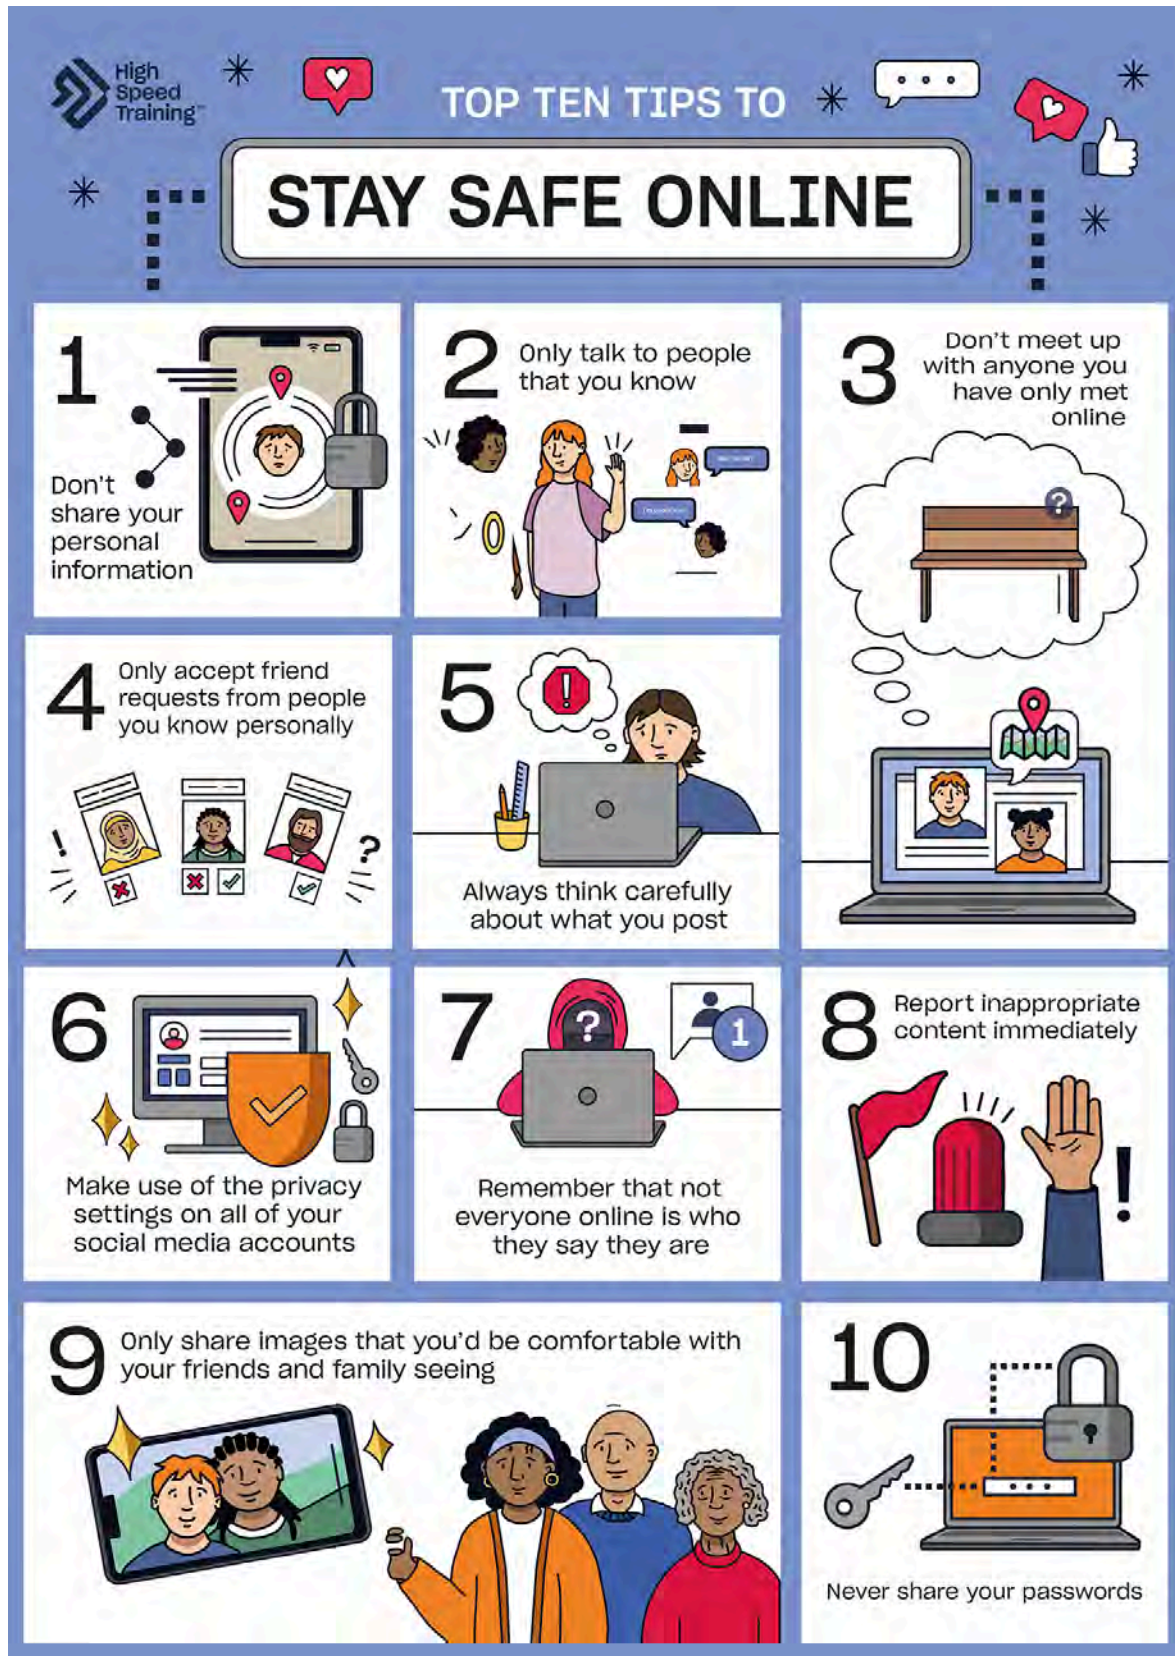 High
Speed
Training™
TOP TEN TIPS TO
STAY SAFE ONLINE
1
Don't
share your
personal
information
2
Only talk to people
that you know
3
Don't meet up
with anyone you
have only met
online
?
4
Only accept friend
requests from people
you know personally
!
?
5
!
Always think carefully
about what you post
6
Make use of the privacy
settings on all of your
social media accounts
7
?
1
Remember that not
everyone online is who
they say they are
8
Report inappropriate
content immediately
!
9
Only share images that you'd be comfortable with
your friends and family seeing
10
Never share your passwords